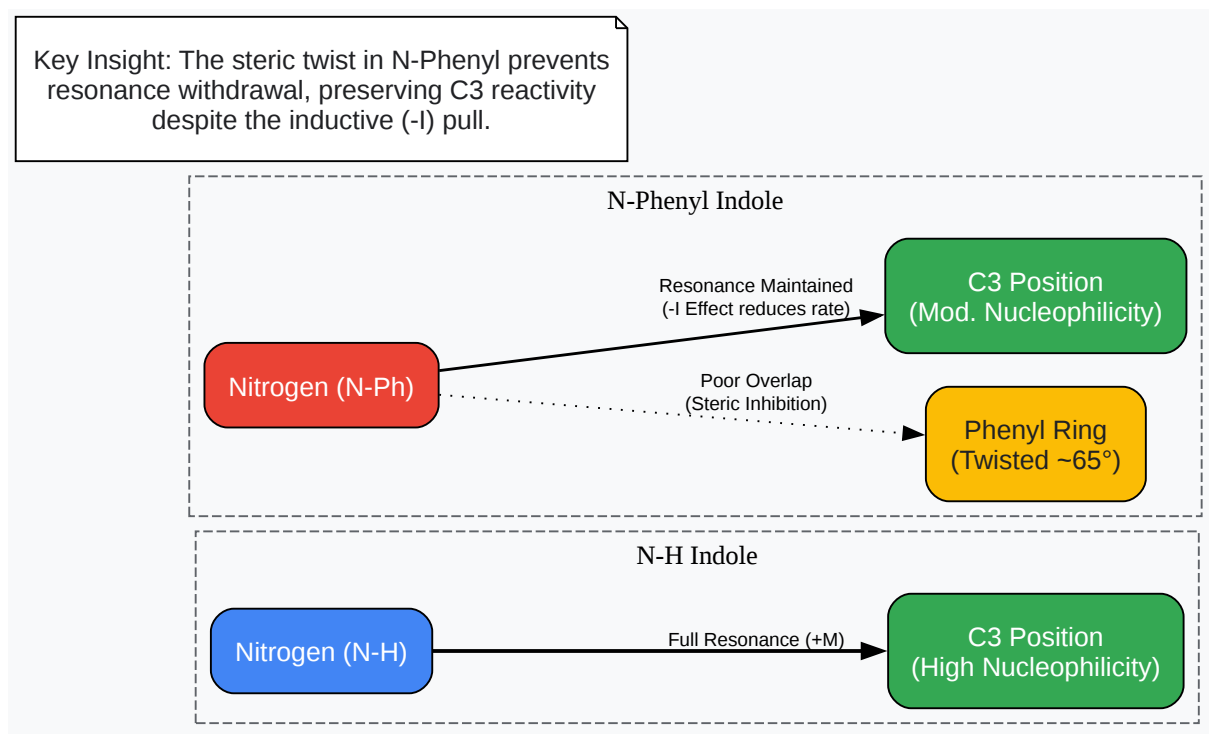 Key Insight: The steric twist in N-Phenyl prevents
resonance withdrawal, preserving C3 reactivity
despite the inductive (-I) pull.
N-Phenyl Indole
Resonance Maintained
(-I Effect reduces rate)
C3 Position
(Mod. Nucleophilicity)
Nitrogen (N-Ph)
Poor Overlap
(Steric Inhibition)
Phenyl Ring
(Twisted ~65°)
N-H Indole
Nitrogen (N-H)
Full Resonance (+M)
C3 Position
(High Nucleophilicity)